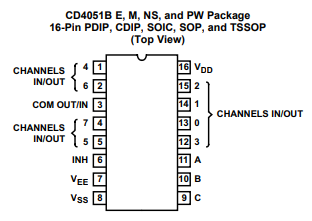 CD4051B E, M, NS, and PW Package
16-Pin PDIP, CDIP, SOIC, SOP, and TSSOP
(Top View)
CHANNELS IN/OUT
4 1
6 2
COM OUT/IN 3
CHANNELS IN/OUT
7 4
5 5
INH 6
VEE 7
VSS 8
16 VDD
15 2
14 1
13 0
12 3
CHANNELS IN/OUT
11 A
10 B
9 C